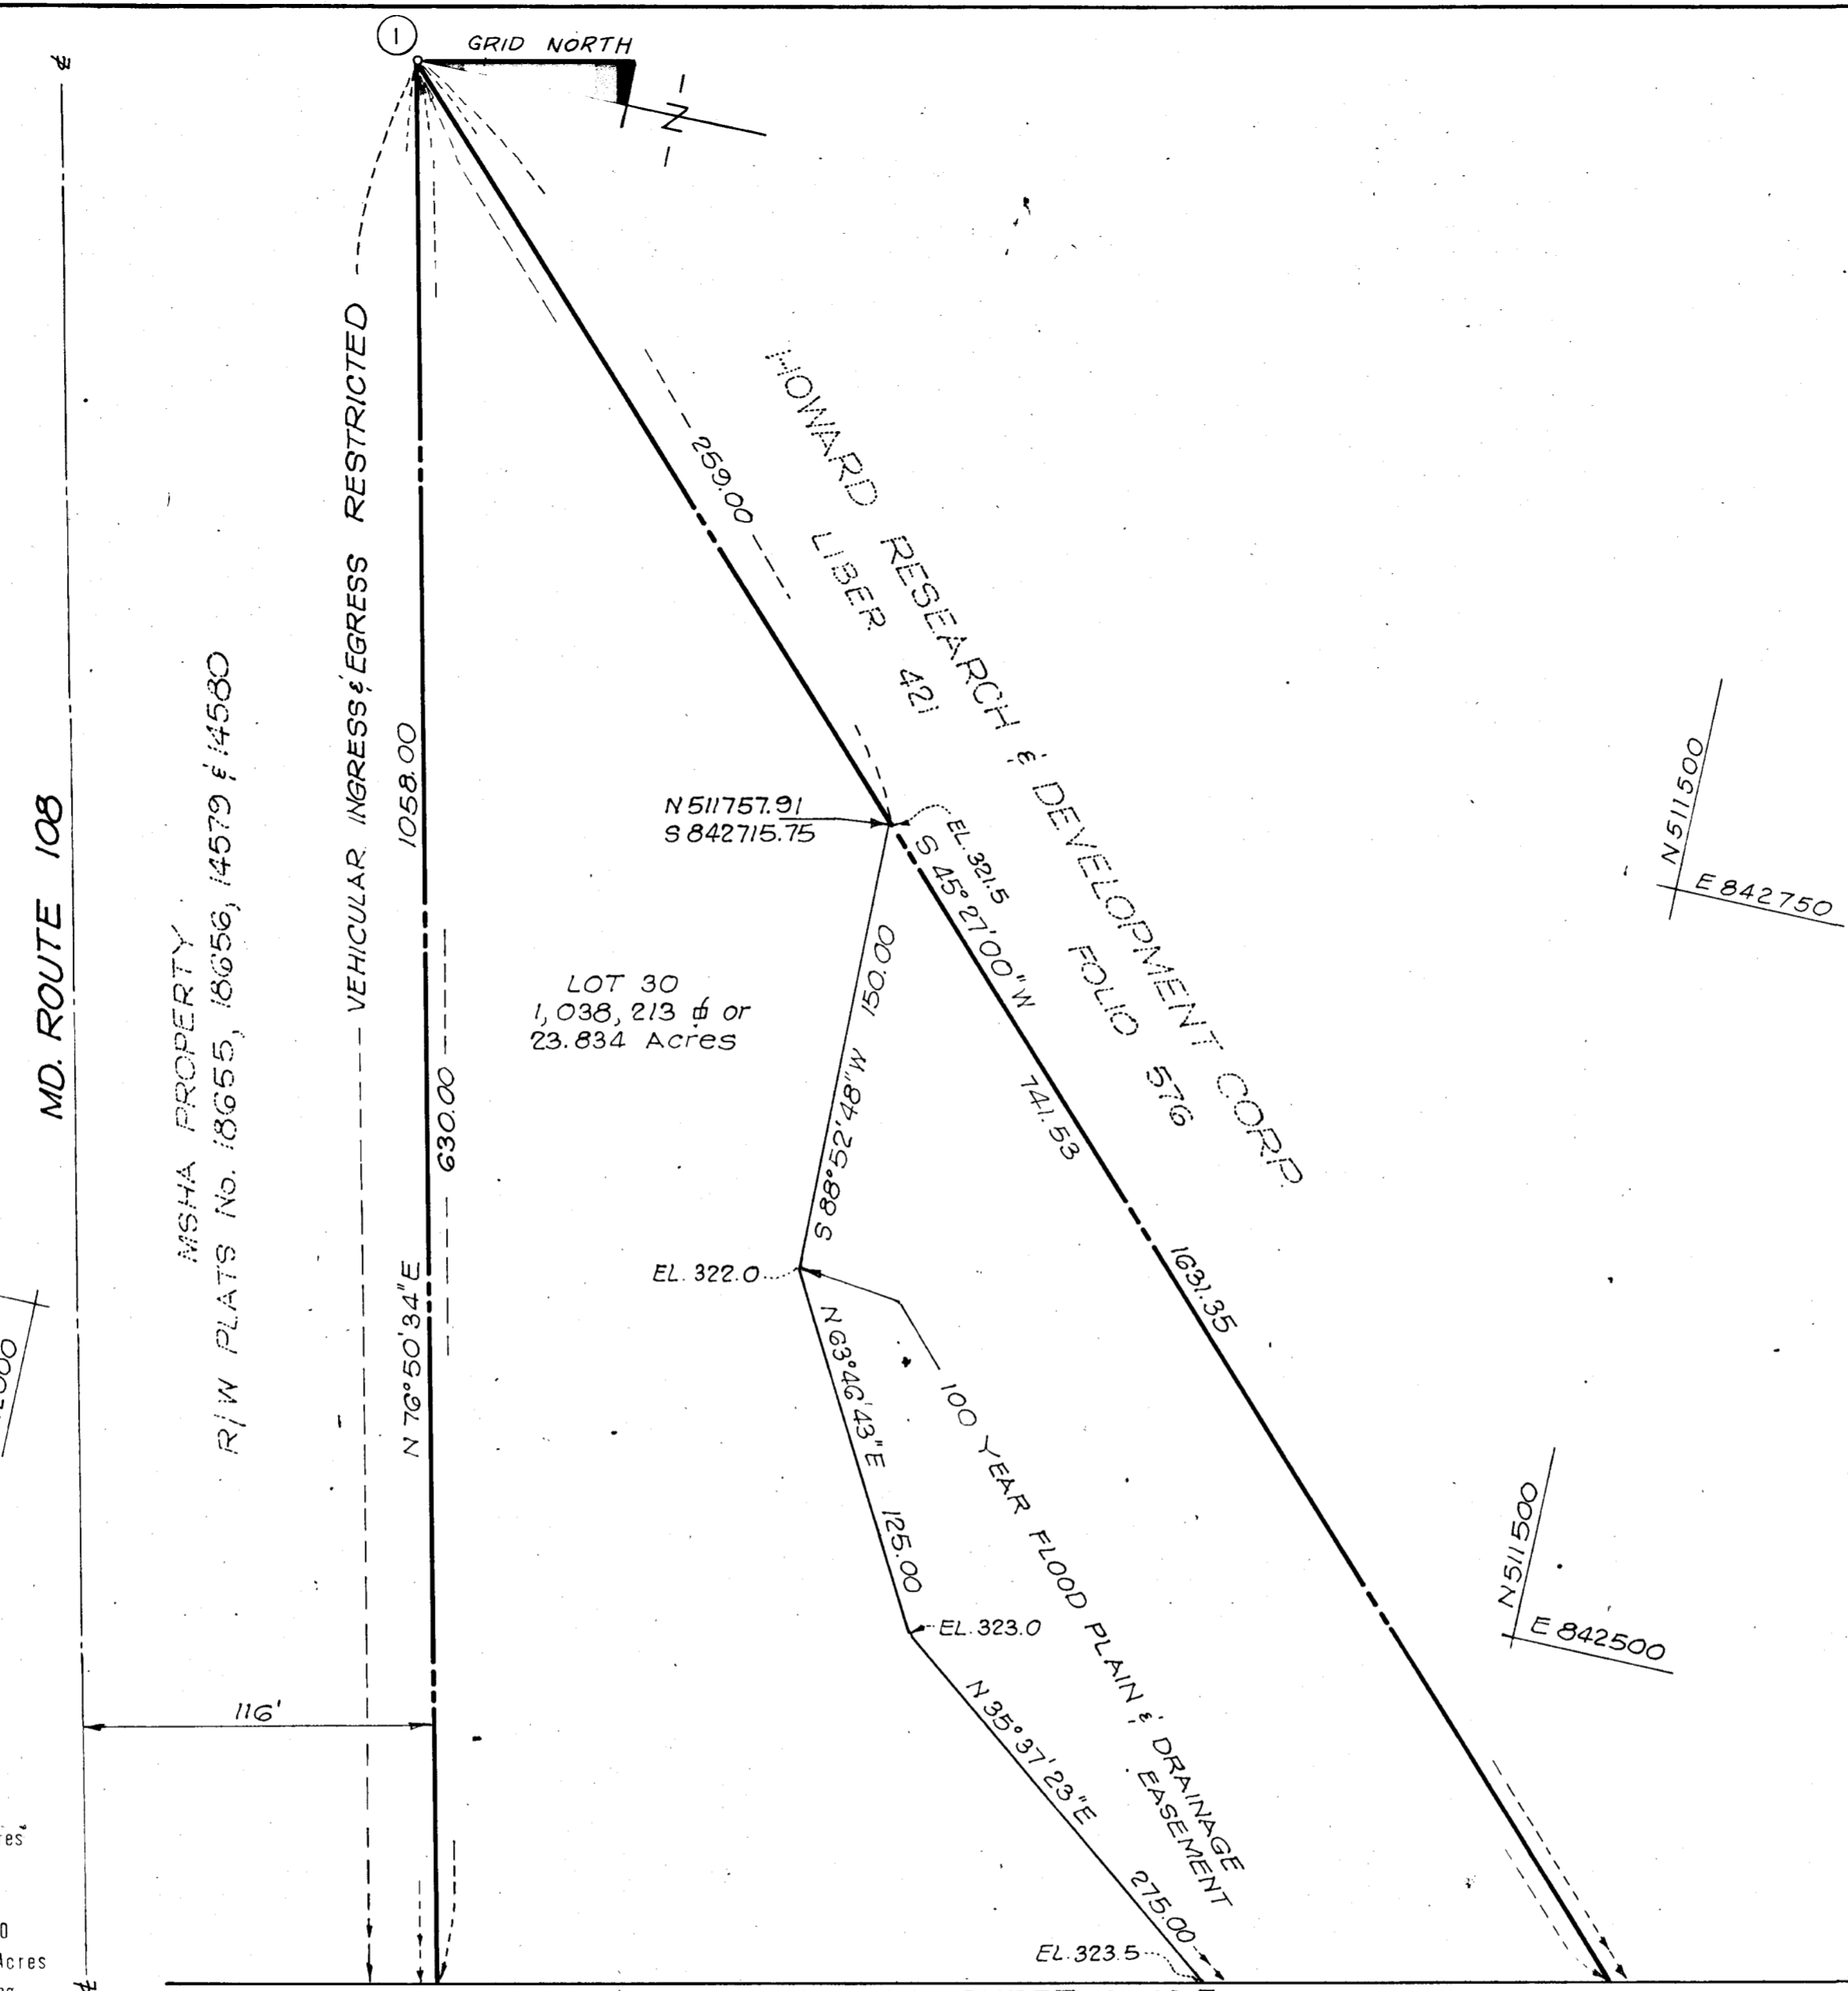 1
GRID NORTH
N
MD. ROUTE 108
MSHA PROPERTY
R/W PLATS No. 18655, 18656, 14579 & 14580
VEHICULAR INGRESS & EGRESS RESTRICTED
1058.00
N 76°50'34"E
630.00
116'
259.00
HOWARD RESEARCH & DEVELOPMENT CORP.
LIBER 421 FOLIO 576
N 511757.91
S 842715.75
EL. 321.5
S 45°27'00"W
741.53
1631.35
LOT 30
1,038,213 ⏍ or
23.834 Acres
S 88°52'48"W 150.00
EL. 322.0
N 63°46'43"E 125.00
EL. 323.0
100 YEAR FLOOD PLAIN & DRAINAGE
EASEMENT
N 35°37'23"E 275.00
EL. 323.5
N 511500
E 842750
N 511500
E 842500
Acres